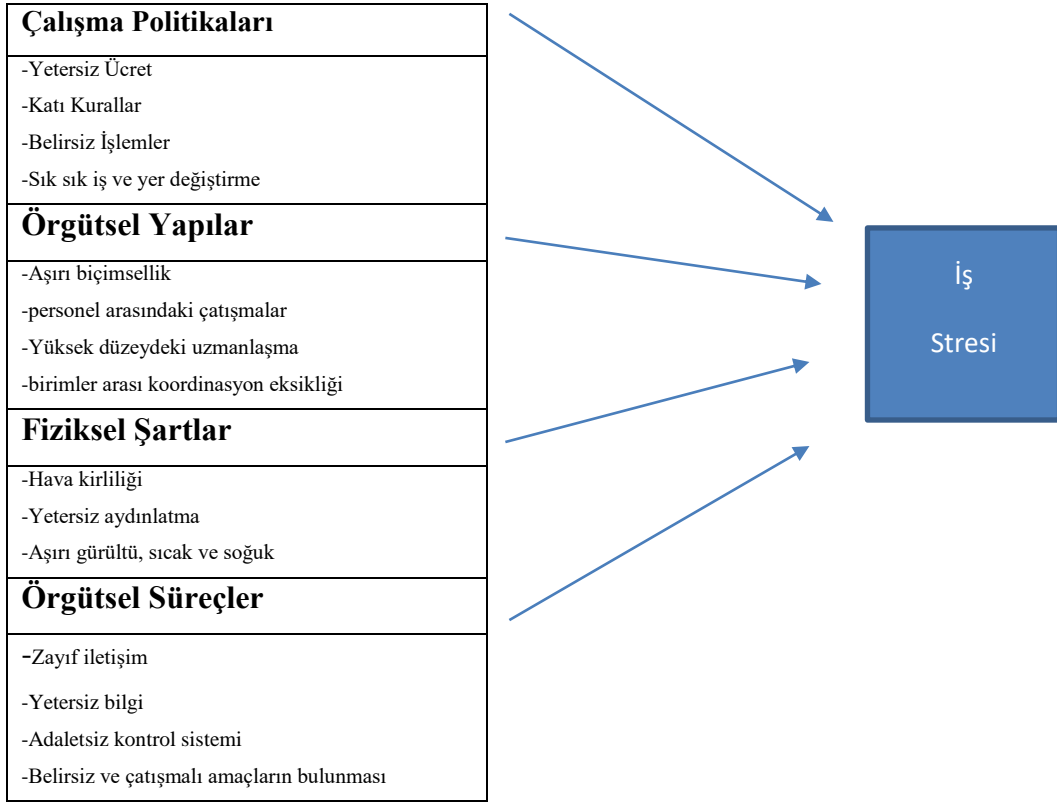 Çalışma Politikaları
-Yetersiz Ücret
-Katı Kurallar
-Belirsiz İşlemler
-Sık sık iş ve yer değiştirme
Örgütsel Yapılar
-Aşırı biçimsellik
-personel arasındaki çatışmalar
-Yüksek düzeydeki uzmanlaşma
-birimler arası koordinasyon eksikliği
Fiziksel Şartlar
-Hava kirliliği
-Yetersiz aydınlatma
-Aşırı gürültü, sıcak ve soğuk
Örgütsel Süreçler
-Zayıf iletişim
-Yetersiz bilgi
-Adaletsiz kontrol sistemi
-Belirsiz ve çatışmalı amaçların bulunması
İş
Stresi